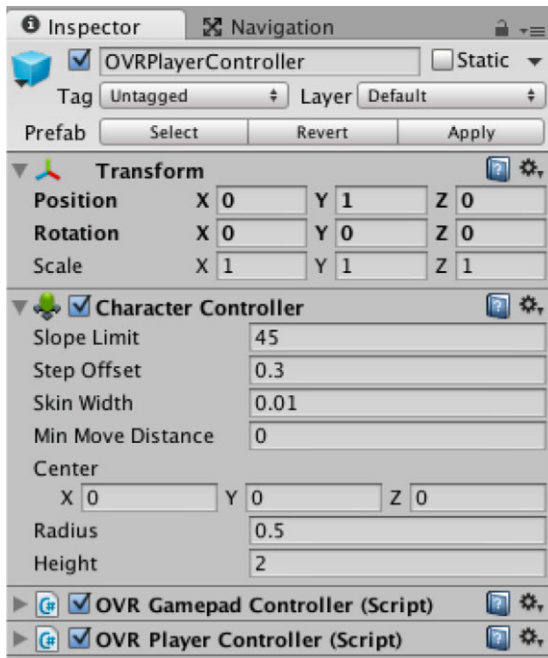 Inspector Navigation
OVRPlayerController Static
Tag Untagged Layer Default
Prefab Select Revert Apply
Transform
Position X 0 Y 1 Z 0
Rotation X 0 Y 0 Z 0
Scale X 1 Y 1 Z 1
Character Controller
Slope Limit 45
Step Offset 0.3
Skin Width 0.01
Min Move Distance 0
Center
X 0 Y 0 Z 0
Radius 0.5
Height 2
C# OVR Gamepad Controller (Script)
C# OVR Player Controller (Script)